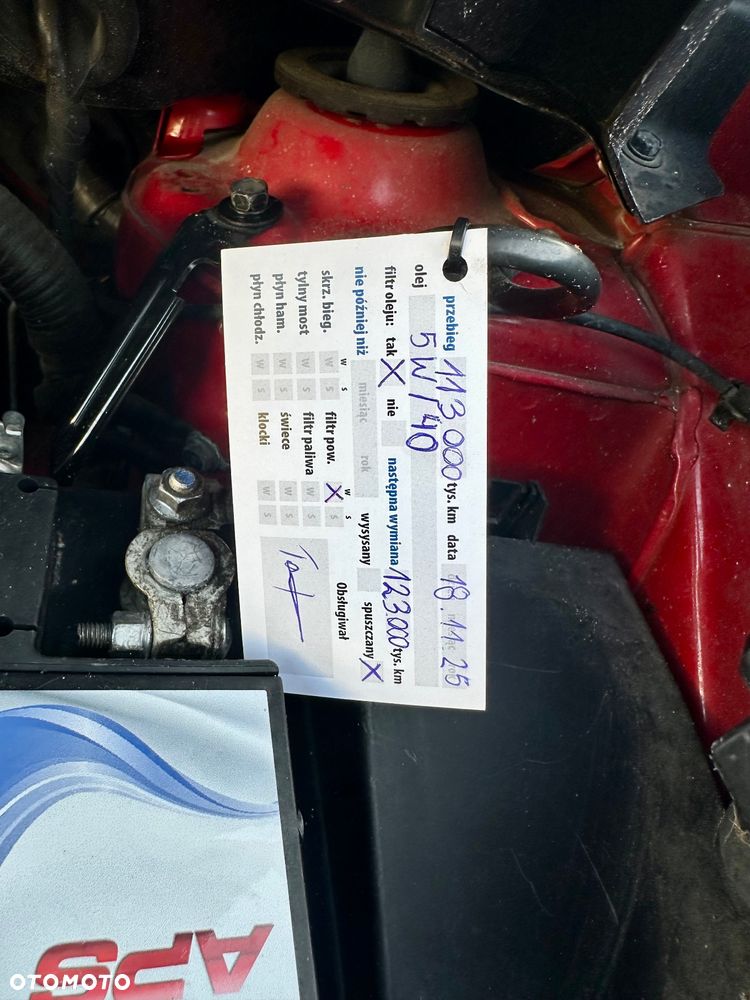 przebieg 113.000 tys. km data 18.11.25
olej 5W/40
filtr oleju: tak X nie następna wymiana 123.000 tys. km
nie później niż miesiąc rok wysysany spuszczany X
w s w s Obsługiwał
skrz. bieg. w s filtr pow. X s
tylny most w s filtr paliwa w s
płyn ham. w s świece w s
płyn chłodz. w s klocki w s
APS
OTOMOTO